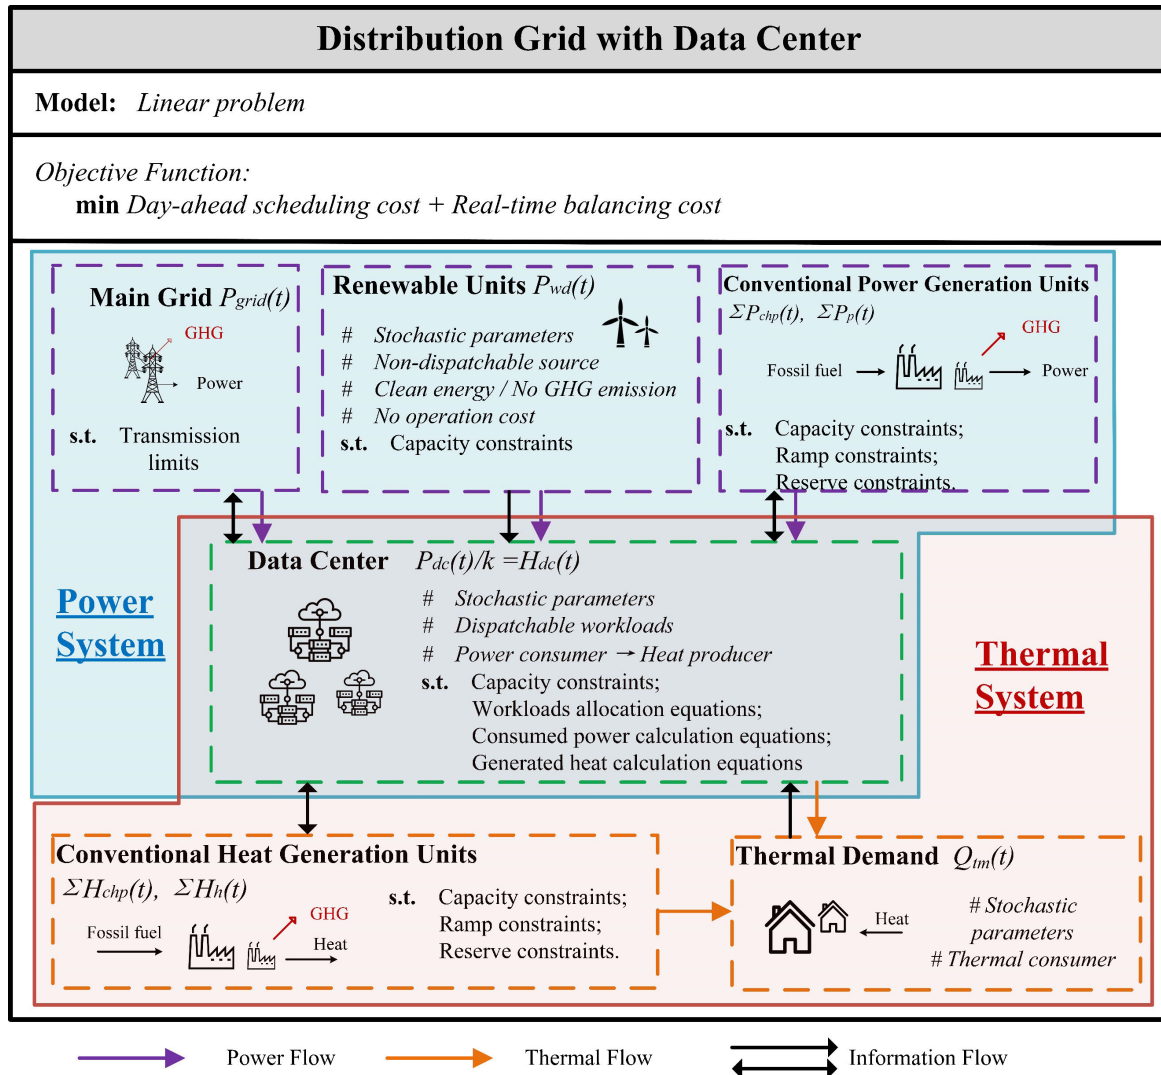 Distribution Grid with Data Center
Model: Linear problem
Objective Function:
min Day-ahead scheduling cost + Real-time balancing cost
Main Grid Pgrid(t)
GHG
Power
s.t. Transmission
limits
Renewable Units Pwd(t)
# Stochastic parameters
# Non-dispatchable source
# Clean energy / No GHG emission
# No operation cost
s.t. Capacity constraints
Conventional Power Generation Units
ΣPchp(t), ΣPp(t)
GHG
Fossil fuel
Power
s.t. Capacity constraints;
Ramp constraints;
Reserve constraints.
Power
System
Data Center Pdc(t)/k =Hdc(t)
# Stochastic parameters
# Dispatchable workloads
# Power consumer → Heat producer
s.t. Capacity constraints;
Workloads allocation equations;
Consumed power calculation equations;
Generated heat calculation equations
Thermal
System
Conventional Heat Generation Units
ΣHchp(t), ΣHh(t)
GHG
Fossil fuel
Heat
s.t. Capacity constraints;
Ramp constraints;
Reserve constraints.
Thermal Demand Qtm(t)
Heat
# Stochastic
parameters
# Thermal consumer
Power Flow
Thermal Flow
Information Flow